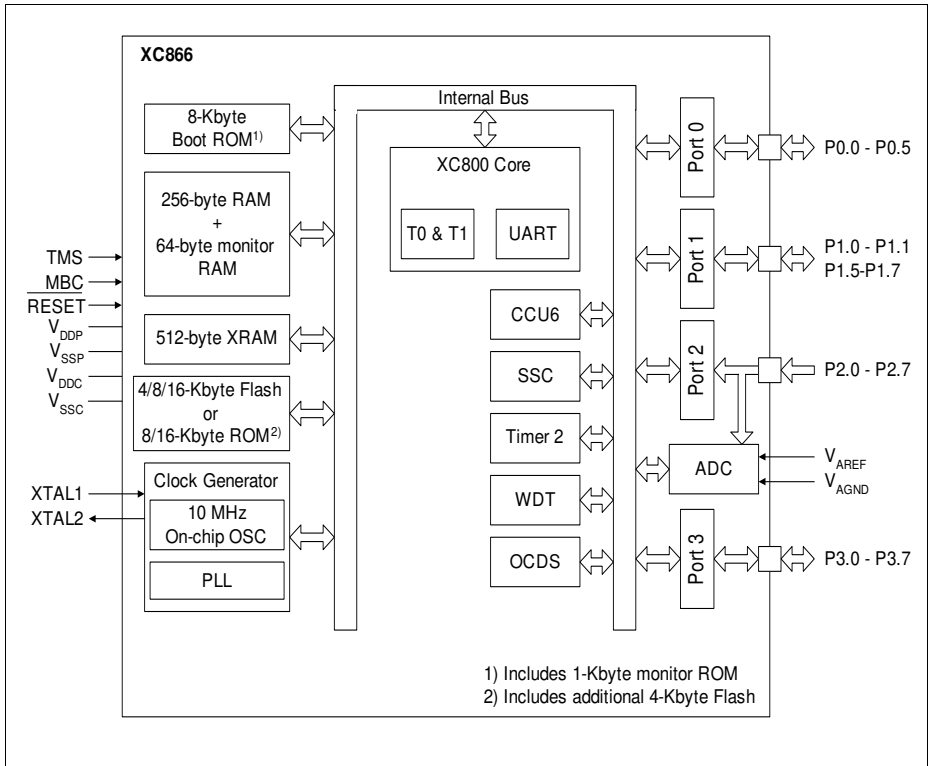 XC866
Internal Bus
8-Kbyte
Boot ROM1)
256-byte RAM
+
64-byte monitor
RAM
512-byte XRAM
4/8/16-Kbyte Flash
or
8/16-Kbyte ROM2)
Clock Generator
10 MHz
On-chip OSC
PLL
TMS
MBC
RESET
VDDP
VSSP
VDDC
VSSC
XTAL1
XTAL2
XC800 Core
T0 & T1
UART
CCU6
SSC
Timer 2
WDT
OCDS
Port 0
Port 1
Port 2
ADC
Port 3
P0.0 - P0.5
P1.0 - P1.1
P1.5-P1.7
P2.0 - P2.7
VAREF
VAGND
P3.0 - P3.7
1) Includes 1-Kbyte monitor ROM
2) Includes additional 4-Kbyte Flash